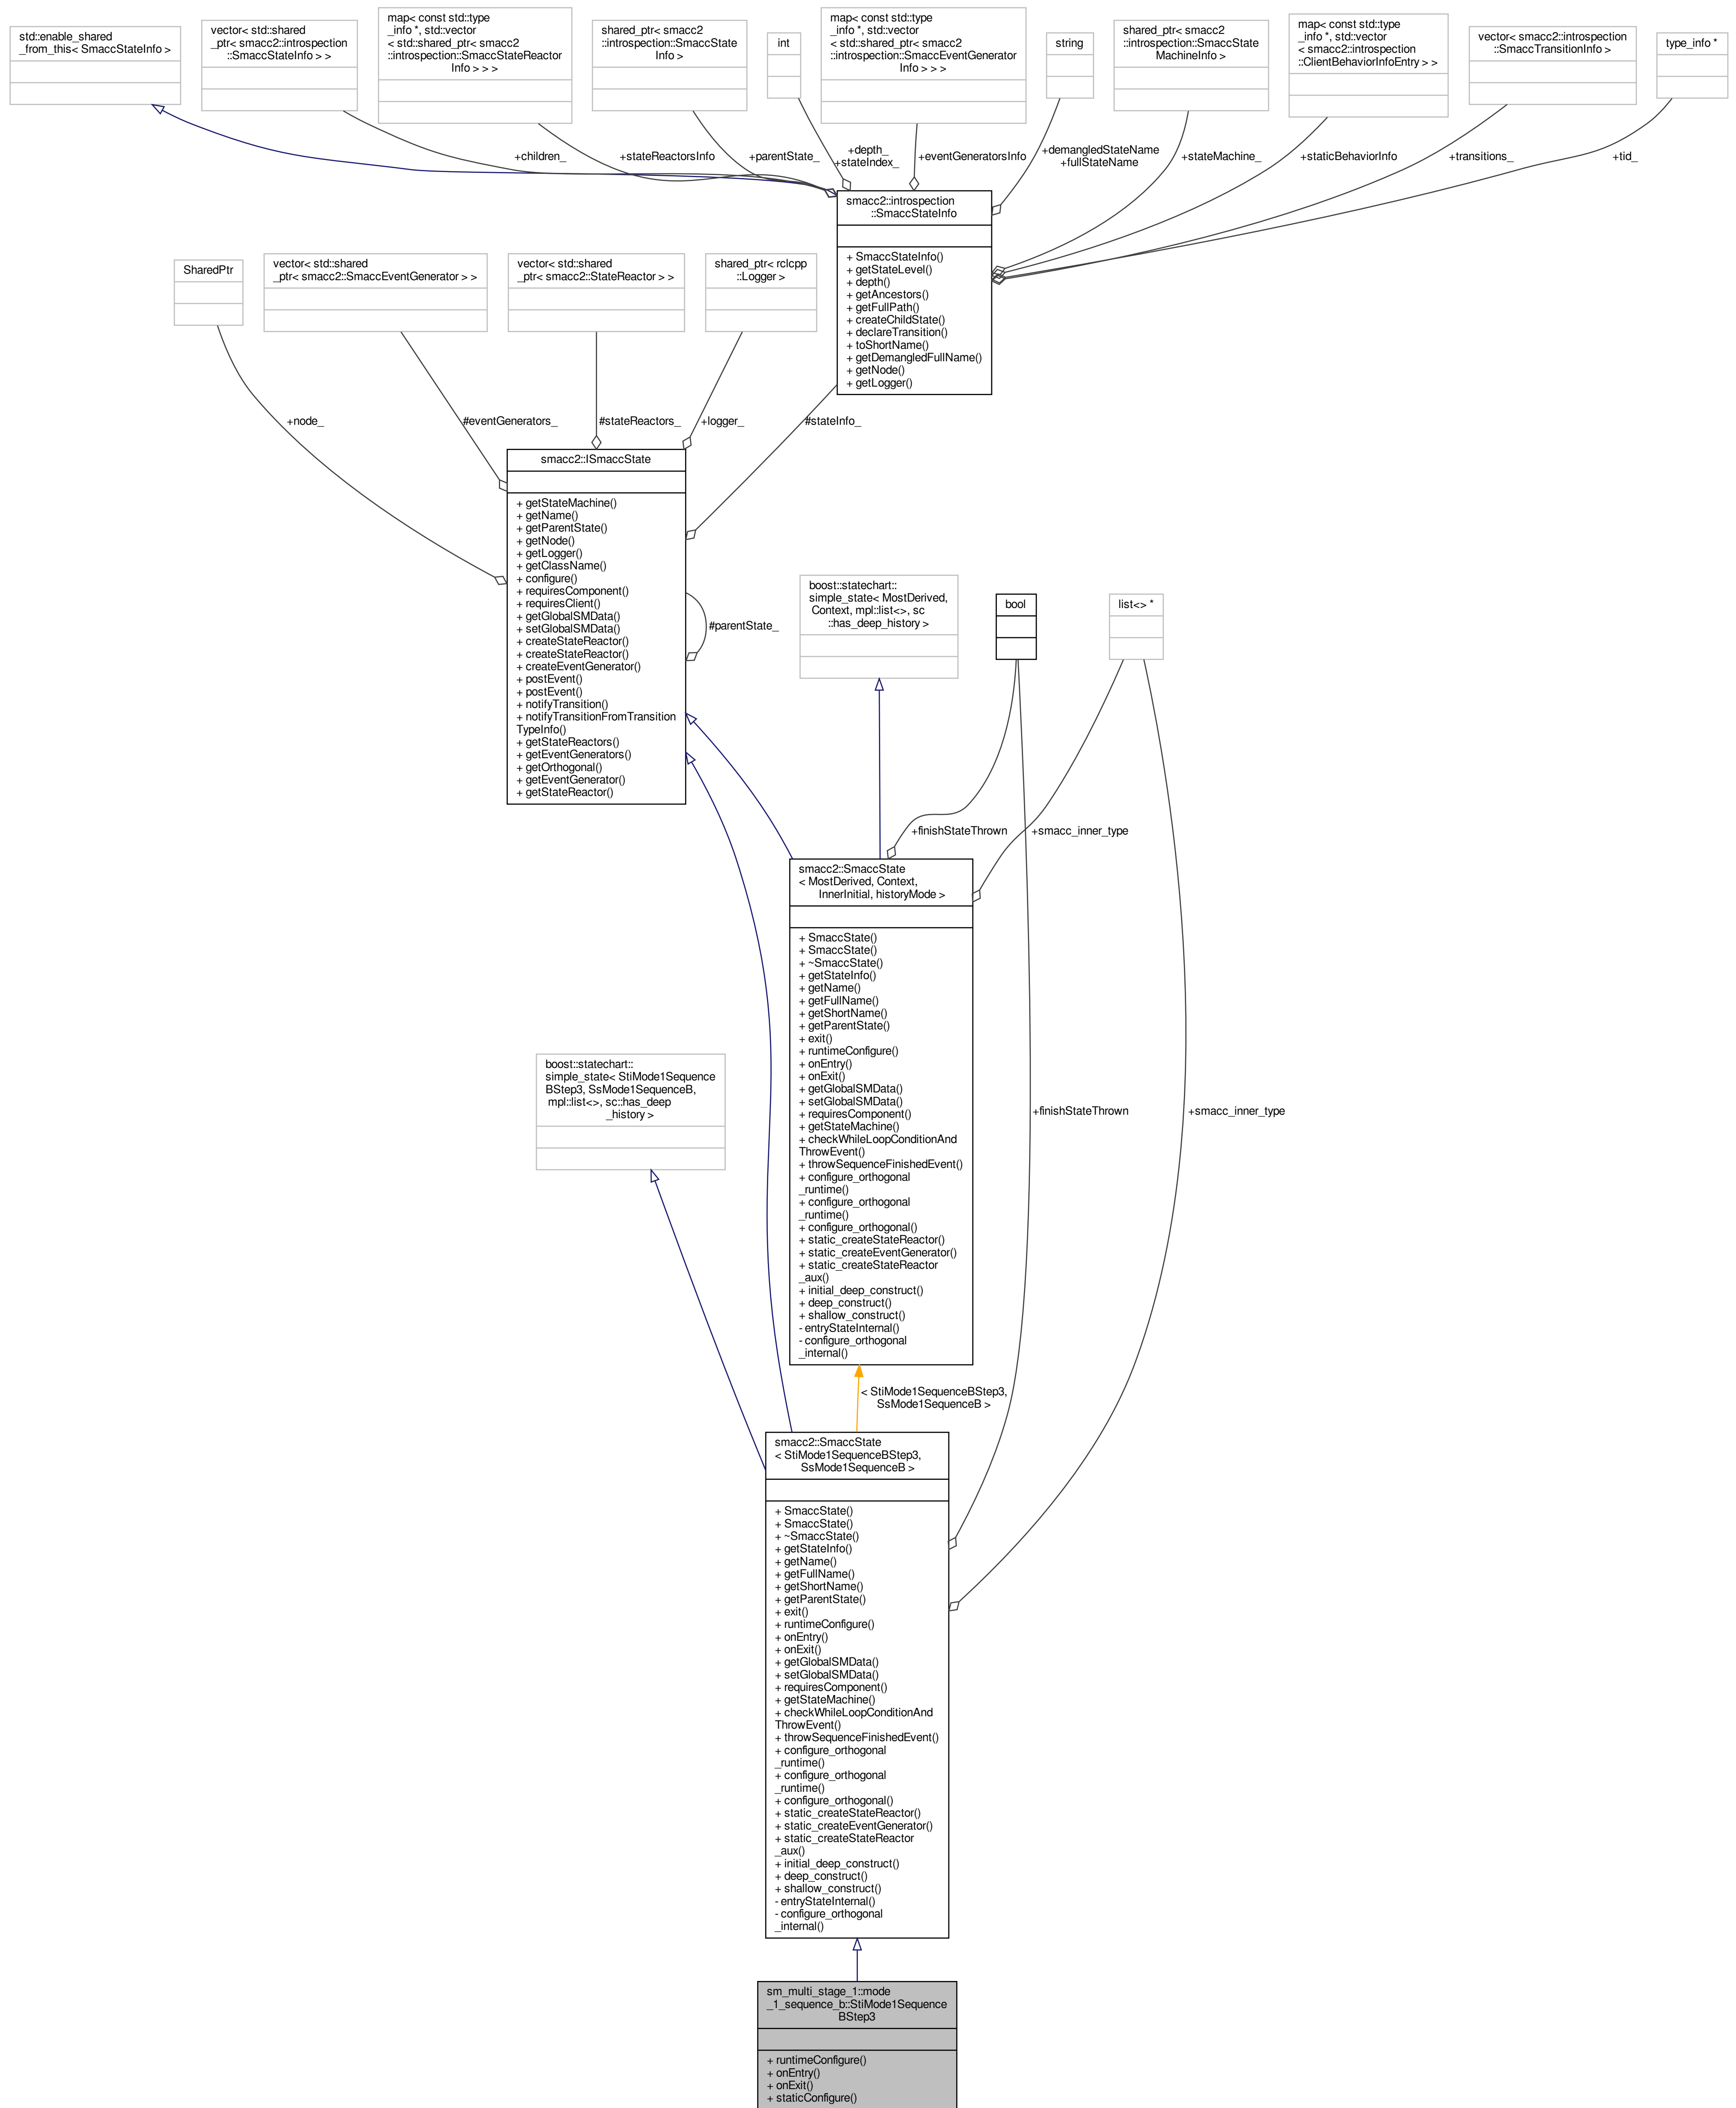 std::enable_shared
_from_this< SmaccStateInfo >
vector< std::shared
_ptr< smacc2::introspection
::SmaccStateInfo > >
map< const std::type
_info *, std::vector
< std::shared_ptr< smacc2
::introspection::SmaccStateReactor
Info > > >
shared_ptr< smacc2
::introspection::SmaccState
Info >
int
map< const std::type
_info *, std::vector
< std::shared_ptr< smacc2
::introspection::SmaccEventGenerator
Info > > >
string
shared_ptr< smacc2
::introspection::SmaccState
MachineInfo >
map< const std::type
_info *, std::vector
< smacc2::introspection
::ClientBehaviorInfoEntry > >
vector< smacc2::introspection
::SmaccTransitionInfo >
type_info *
+children_
+stateReactorsInfo
+parentState_
+depth_
+stateIndex_
+eventGeneratorsInfo
+demangledStateName
+fullStateName
+stateMachine_
+staticBehaviorInfo
+transitions_
+tid_
smacc2::introspection
::SmaccStateInfo
+ SmaccStateInfo()
+ getStateLevel()
+ depth()
+ getAncestors()
+ getFullPath()
+ createChildState()
+ declareTransition()
+ toShortName()
+ getDemangledFullName()
+ getNode()
+ getLogger()
SharedPtr
vector< std::shared
_ptr< smacc2::SmaccEventGenerator > >
vector< std::shared
_ptr< smacc2::StateReactor > >
shared_ptr< rclcpp
::Logger >
+node_
#eventGenerators_
#stateReactors_
+logger_
#stateInfo_
smacc2::ISmaccState
+ getStateMachine()
+ getName()
+ getParentState()
+ getNode()
+ getLogger()
+ getClassName()
+ configure()
+ requiresComponent()
+ requiresClient()
+ getGlobalSMData()
+ setGlobalSMData()
+ createStateReactor()
+ createStateReactor()
+ createEventGenerator()
+ postEvent()
+ postEvent()
+ notifyTransition()
+ notifyTransitionFromTransition
TypeInfo()
+ getStateReactors()
+ getEventGenerators()
+ getOrthogonal()
+ getEventGenerator()
+ getStateReactor()
#parentState_
boost::statechart::
simple_state< MostDerived,
Context, mpl::list<>, sc
::has_deep_history >
bool
list<> *
+finishStateThrown
+smacc_inner_type
smacc2::SmaccState
< MostDerived, Context,
InnerInitial, historyMode >
+ SmaccState()
+ SmaccState()
+ ~SmaccState()
+ getStateInfo()
+ getName()
+ getFullName()
+ getShortName()
+ getParentState()
+ exit()
+ runtimeConfigure()
+ onEntry()
+ onExit()
+ getGlobalSMData()
+ setGlobalSMData()
+ requiresComponent()
+ getStateMachine()
+ checkWhileLoopConditionAnd
ThrowEvent()
+ throwSequenceFinishedEvent()
+ configure_orthogonal
_runtime()
+ configure_orthogonal
_runtime()
+ configure_orthogonal()
+ static_createStateReactor()
+ static_createEventGenerator()
+ static_createStateReactor
_aux()
+ initial_deep_construct()
+ deep_construct()
+ shallow_construct()
- entryStateInternal()
- configure_orthogonal
_internal()
boost::statechart::
simple_state< StiMode1Sequence
BStep3, SsMode1SequenceB,
mpl::list<>, sc::has_deep
_history >
+finishStateThrown
+smacc_inner_type
< StiMode1SequenceBStep3,
SsMode1SequenceB >
smacc2::SmaccState
< StiMode1SequenceBStep3,
SsMode1SequenceB >
+ SmaccState()
+ SmaccState()
+ ~SmaccState()
+ getStateInfo()
+ getName()
+ getFullName()
+ getShortName()
+ getParentState()
+ exit()
+ runtimeConfigure()
+ onEntry()
+ onExit()
+ getGlobalSMData()
+ setGlobalSMData()
+ requiresComponent()
+ getStateMachine()
+ checkWhileLoopConditionAnd
ThrowEvent()
+ throwSequenceFinishedEvent()
+ configure_orthogonal
_runtime()
+ configure_orthogonal
_runtime()
+ configure_orthogonal()
+ static_createStateReactor()
+ static_createEventGenerator()
+ static_createStateReactor
_aux()
+ initial_deep_construct()
+ deep_construct()
+ shallow_construct()
- entryStateInternal()
- configure_orthogonal
_internal()
sm_multi_stage_1::mode
_1_sequence_b::StiMode1Sequence
BStep3
+ runtimeConfigure()
+ onEntry()
+ onExit()
+ staticConfigure()